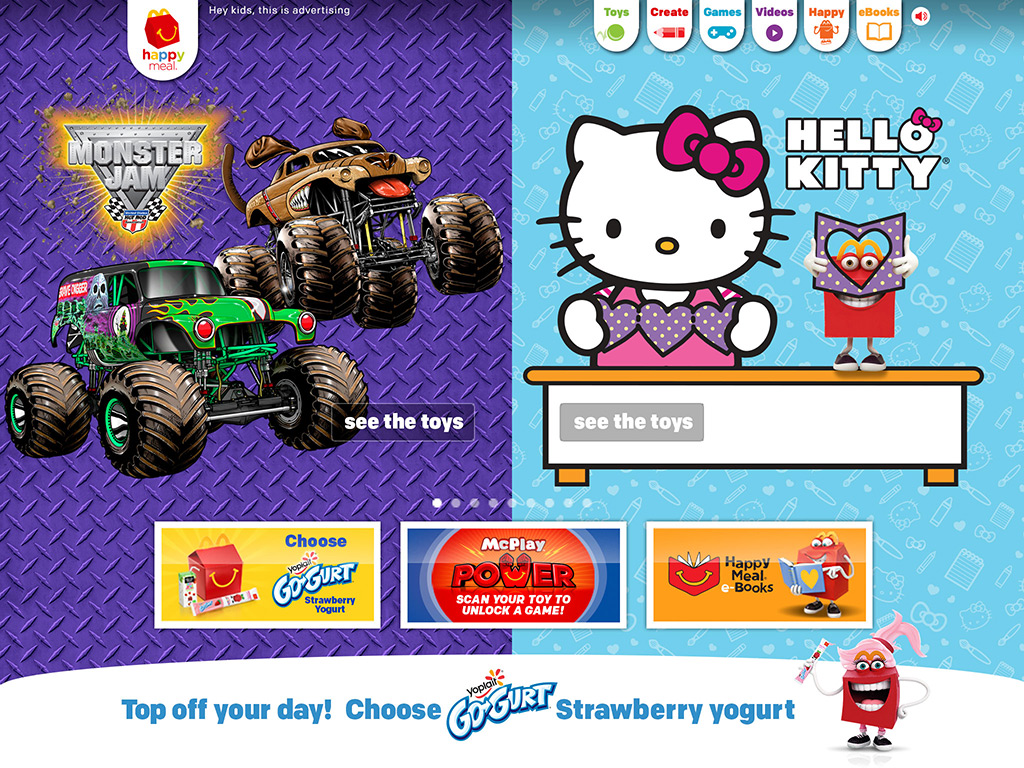 Hey kids, this is advertising
happy
meal.
Toys
Create
Games
Videos
Happy
eBooks
MONSTER
JAM
GRAVE DIGGER
HELLO
KITTY®
see the toys
see the toys
Choose
Yoplait
GO-GURT
Strawberry
Yogurt
McPlay
POWER
SCAN YOUR TOY TO
UNLOCK A GAME!
Happy
Meal®
e-Books
Top off your day! Choose Yoplait GO-GURT Strawberry yogurt